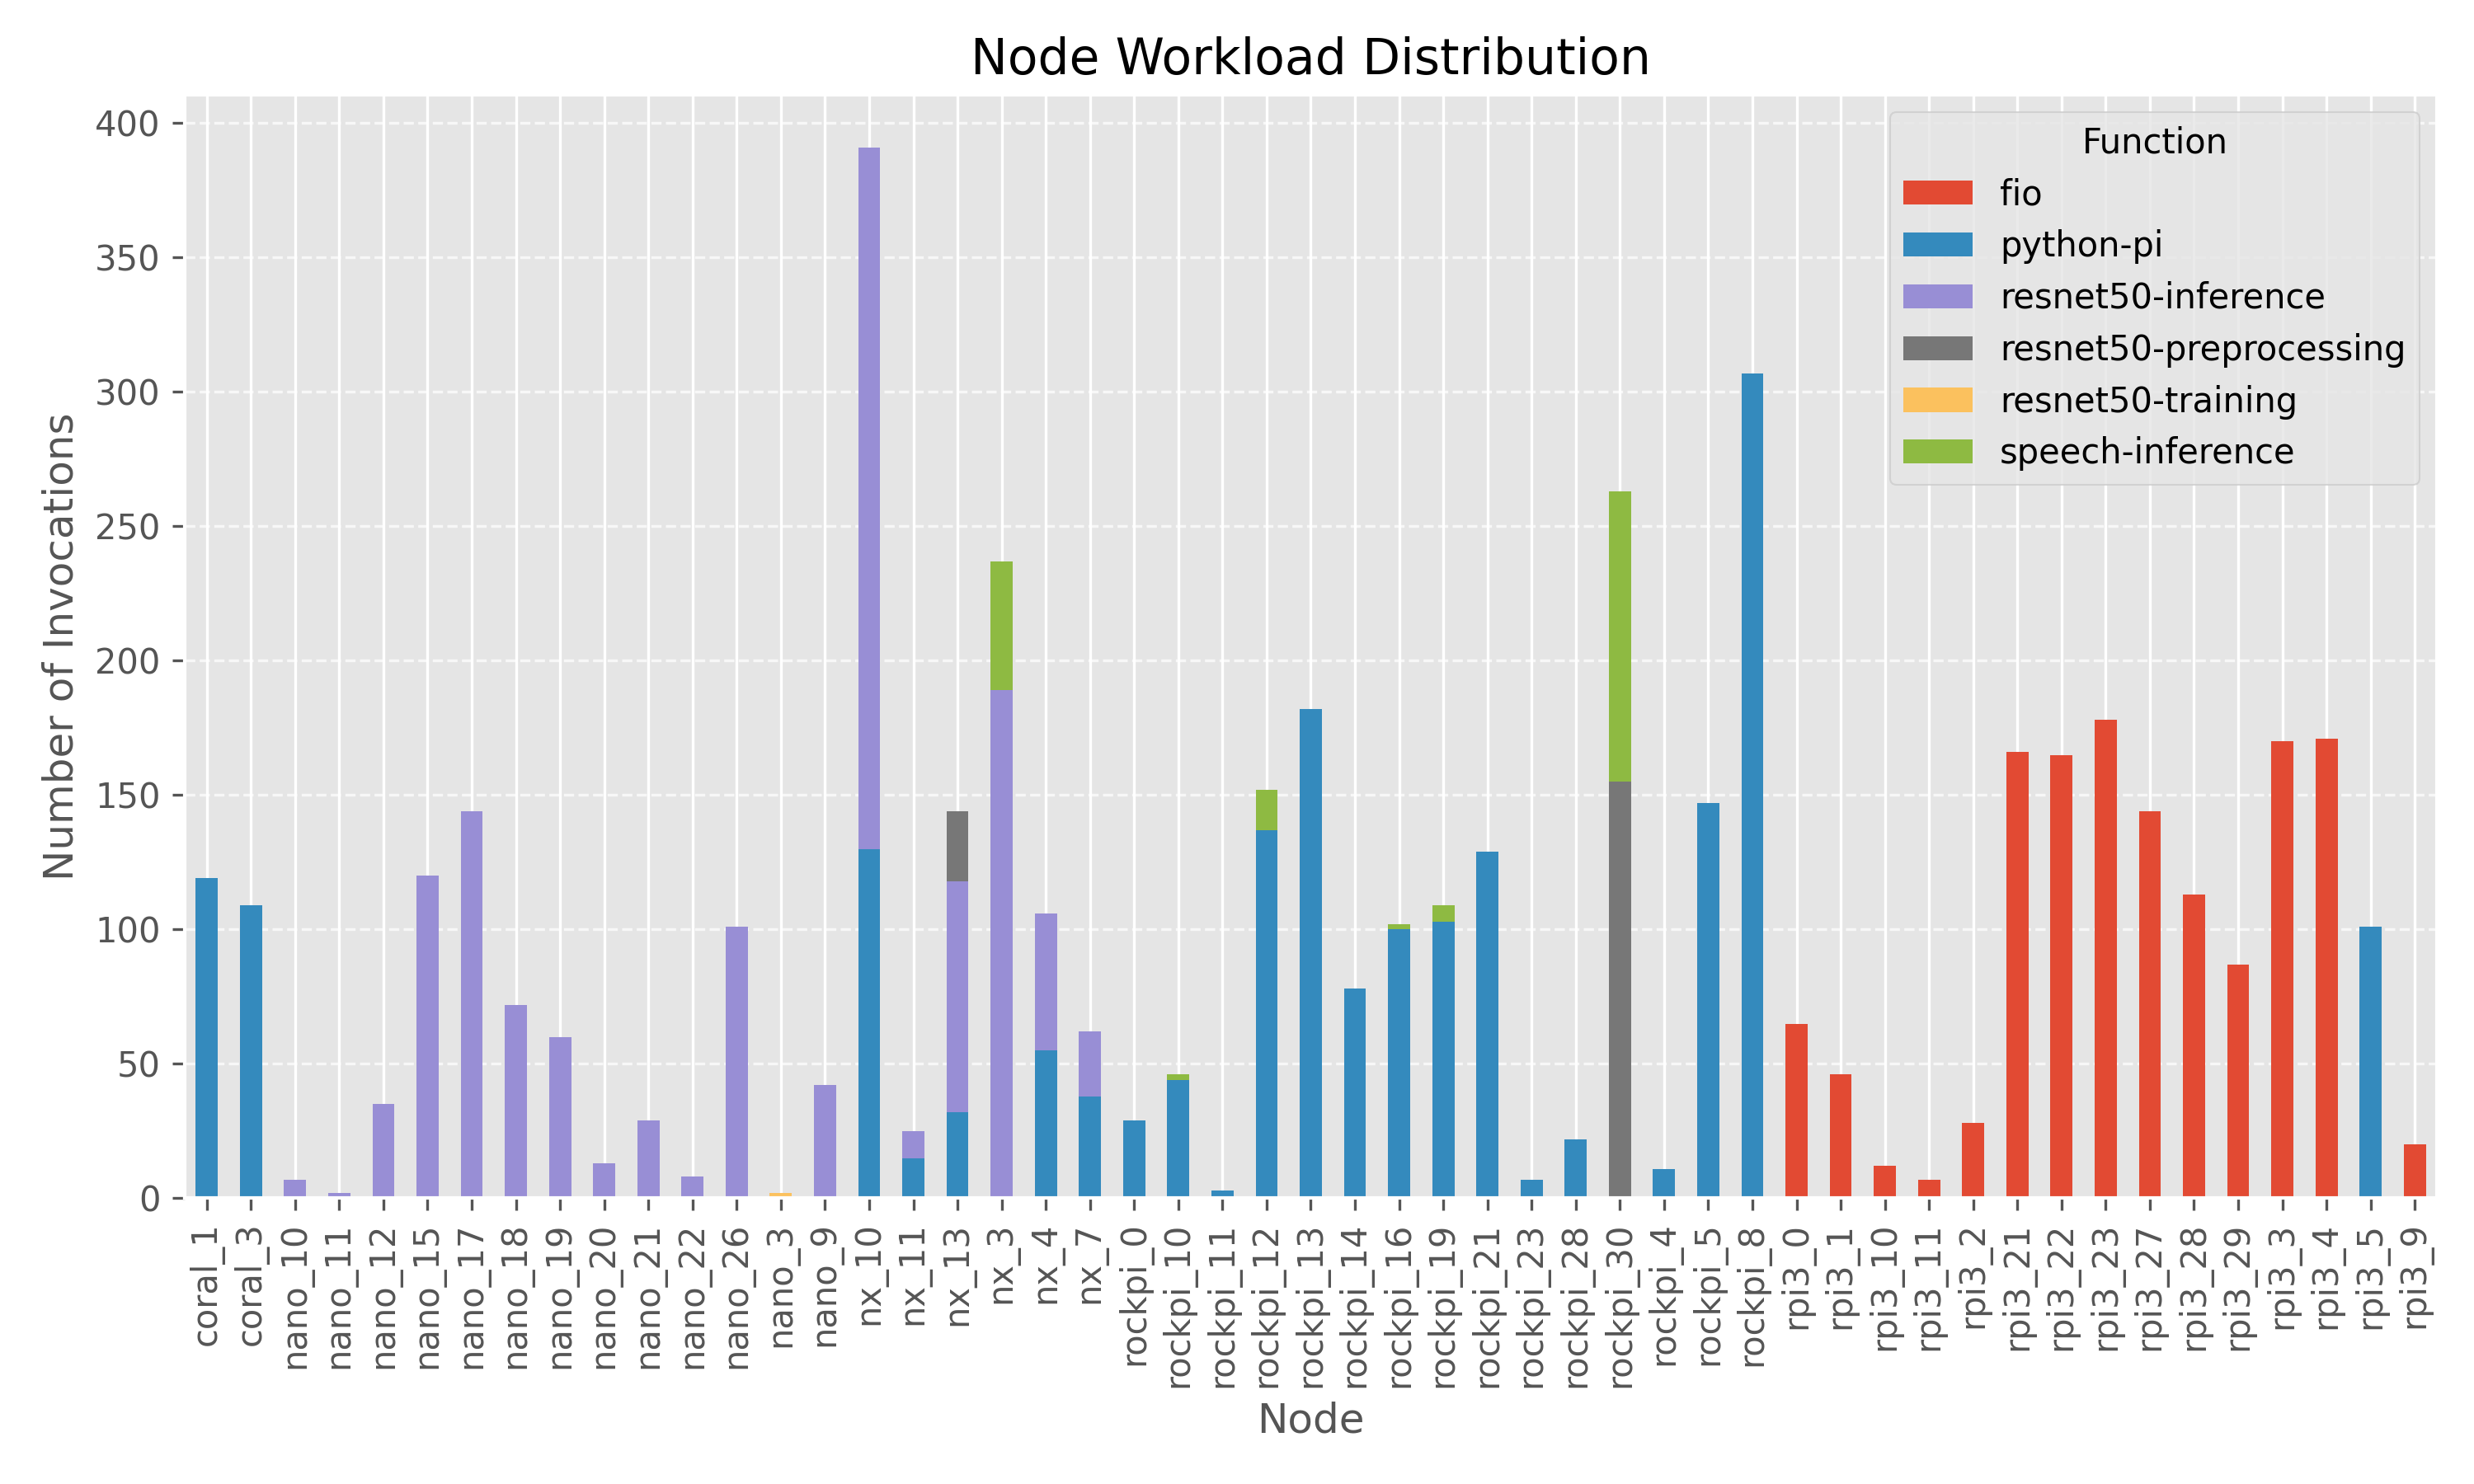 Node Workload Distribution
400
350
300
250
200
150
100
50
0
Number of Invocations
Function
fio
python-pi
resnet50-inference
resnet50-preprocessing
resnet50-training
speech-inference
coral_1
coral_3
nano_10
nano_11
nano_12
nano_15
nano_17
nano_18
nano_19
nano_20
nano_21
nano_22
nano_26
nano_3
nano_9
nx_10
nx_11
nx_13
nx_3
nx_4
nx_7
rockpi_0
rockpi_10
rockpi_11
rockpi_12
rockpi_13
rockpi_14
rockpi_16
rockpi_19
rockpi_21
rockpi_23
rockpi_28
rockpi_30
rockpi_4
rockpi_5
rockpi_8
rpi3_0
rpi3_1
rpi3_10
rpi3_11
rpi3_2
rpi3_21
rpi3_22
rpi3_23
rpi3_27
rpi3_28
rpi3_29
rpi3_3
rpi3_4
rpi3_5
rpi3_9
Node